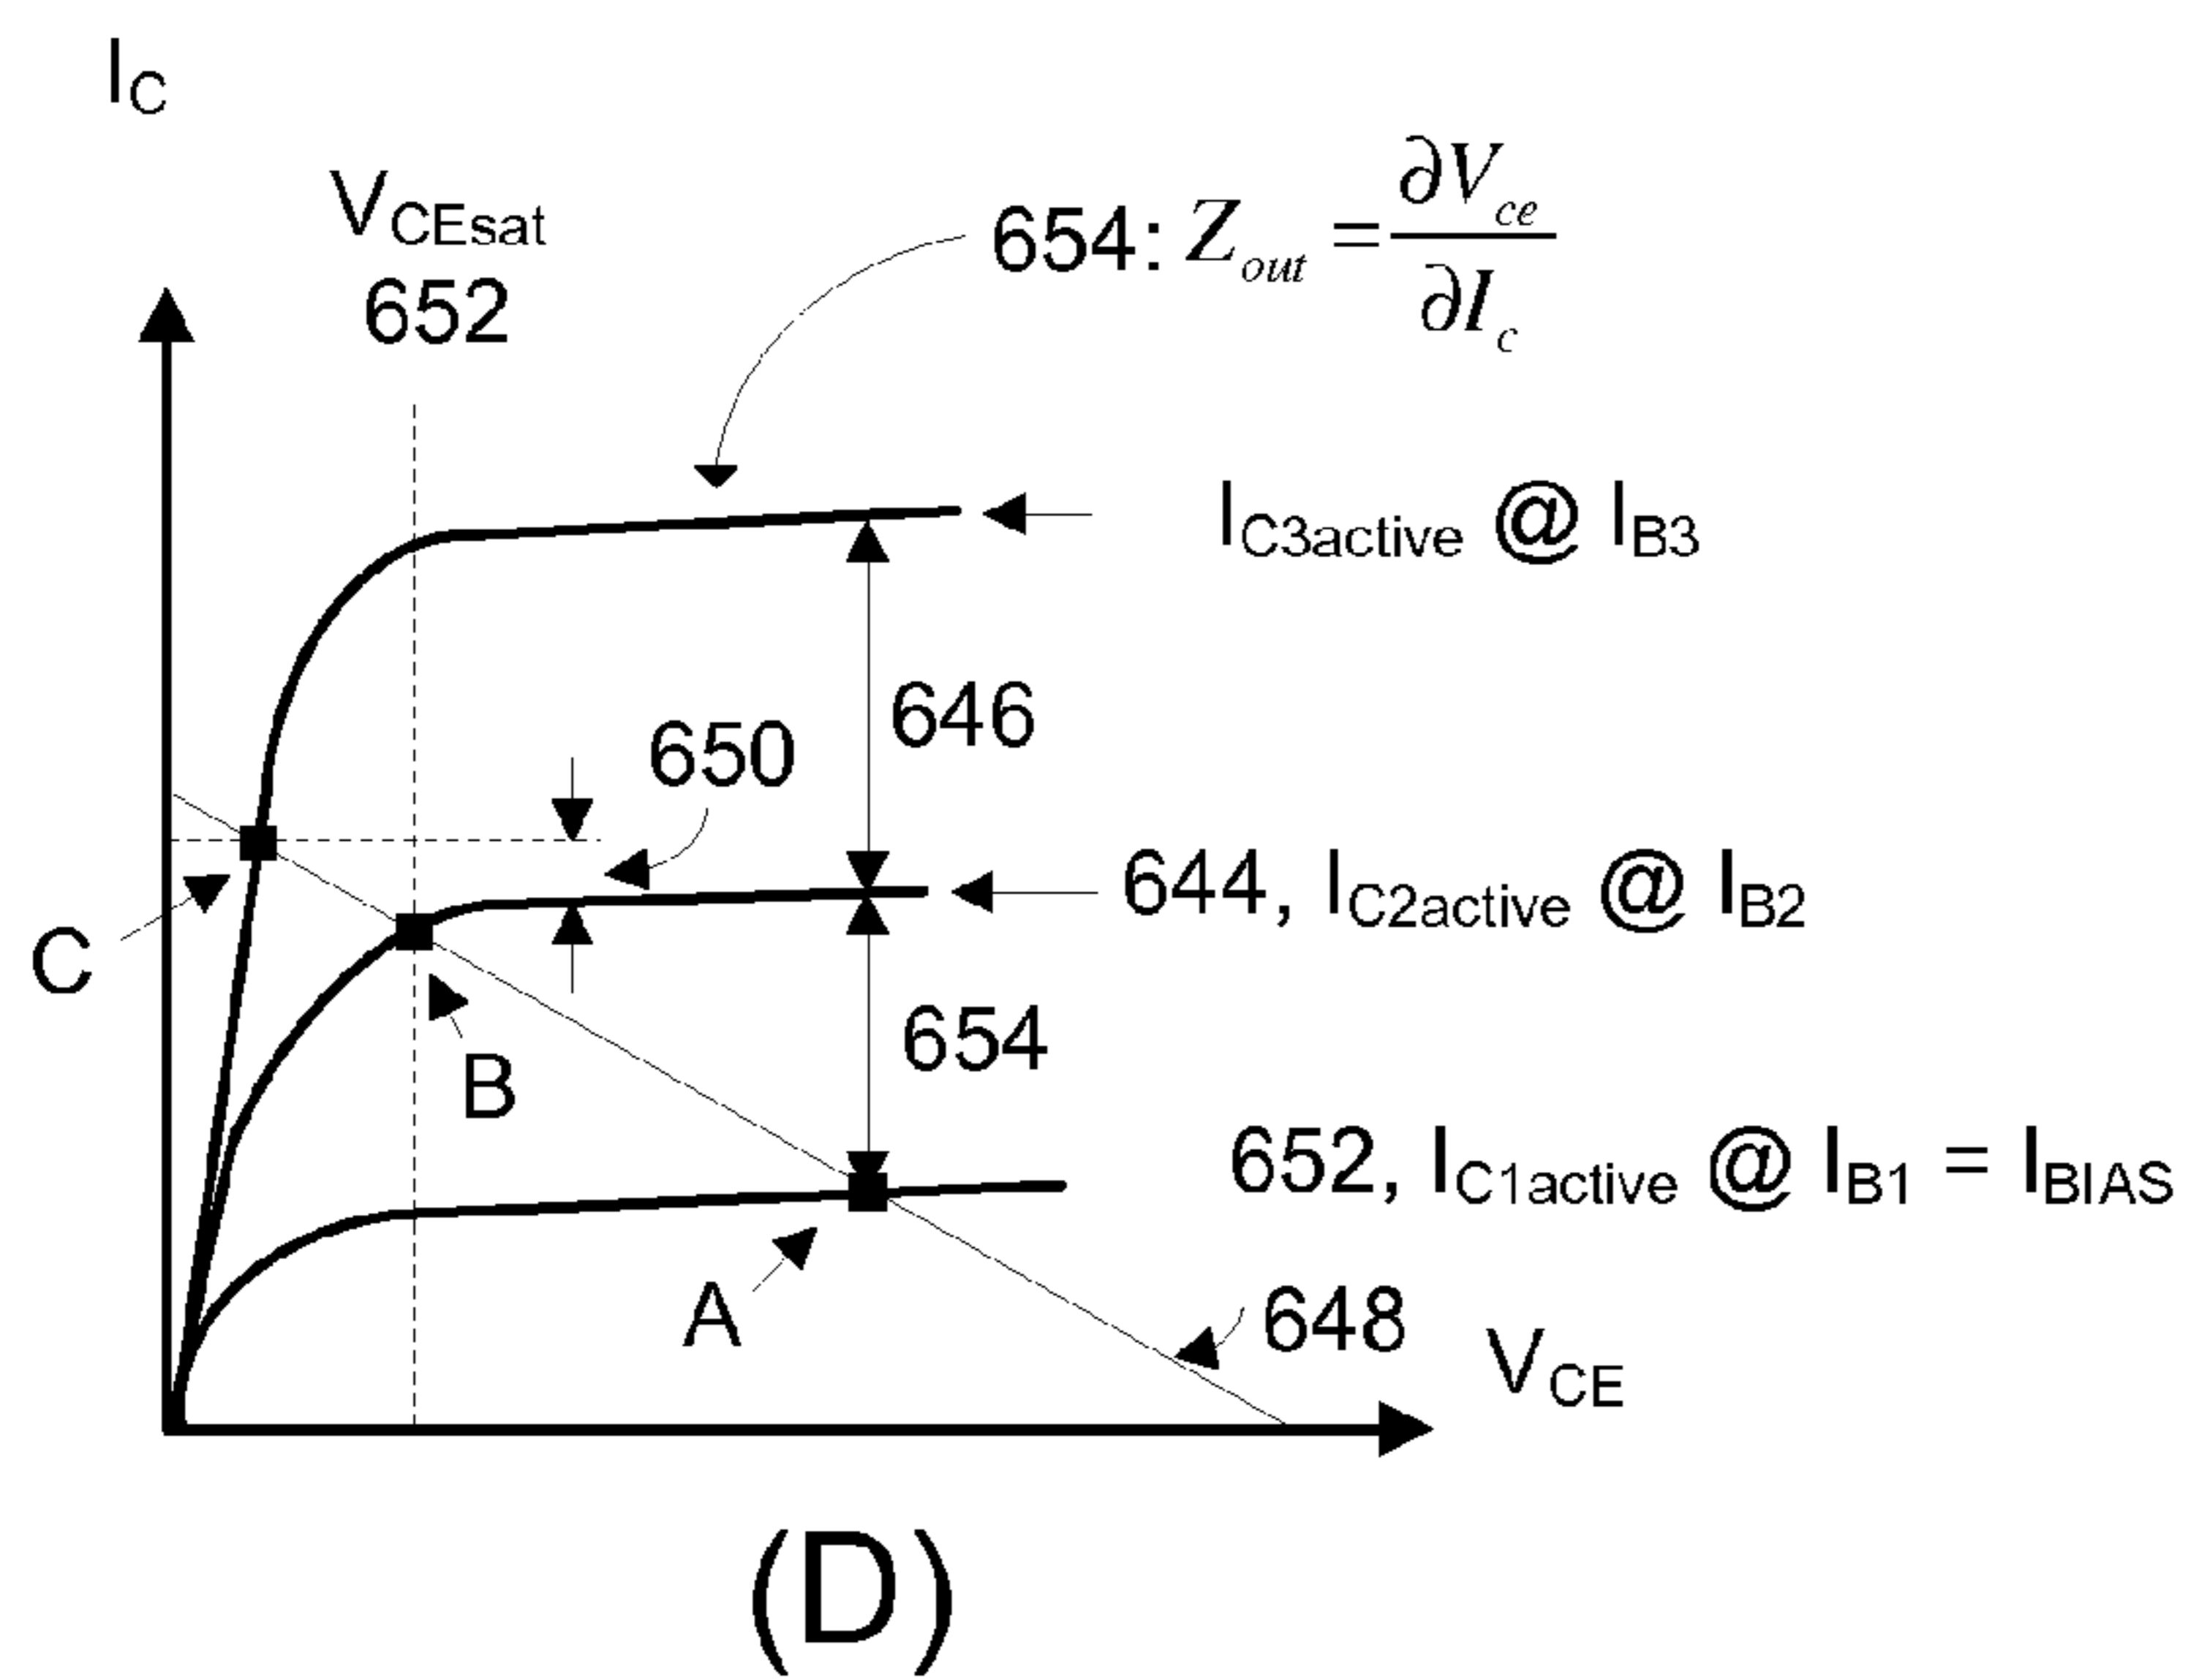 I_C
V_CEsat
652
654: Z_out = ∂V_ce / ∂I_c
I_C3active @ I_B3
646
650
644, I_C2active @ I_B2
C
B
654
652, I_C1active @ I_B1 = I_BIAS
A
648
V_CE
(D)